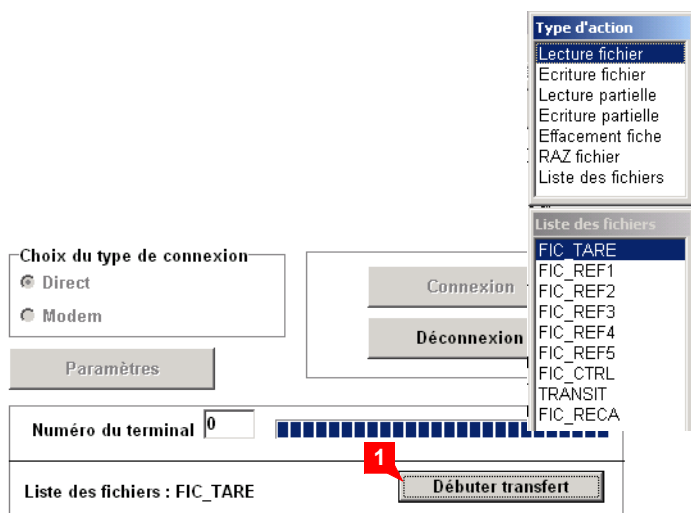 Type d'action
Lecture fichier
Ecriture fichier
Lecture partielle
Ecriture partielle
Effacement fiche
RAZ fichier
Liste des fichiers
Liste des fichiers
FIC_TARE
FIC_REF1
FIC_REF2
FIC_REF3
FIC_REF4
FIC_REF5
FIC_CTRL
TRANSIT
FIC_RECA
Choix du type de connexion
Direct
Modem
Connexion
Déconnexion
Paramètres
Numéro du terminal 0
1
Liste des fichiers : FIC_TARE
Débuter transfert